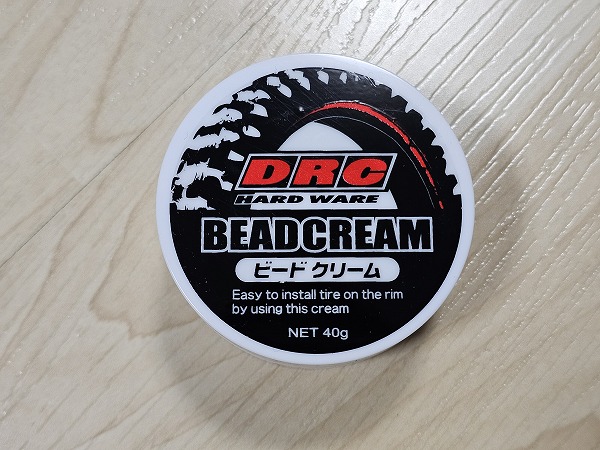 DRC
HARD WARE
BEADCREAM
ビードクリーム
Easy to install tire on the rim
by using this cream
NET 40g